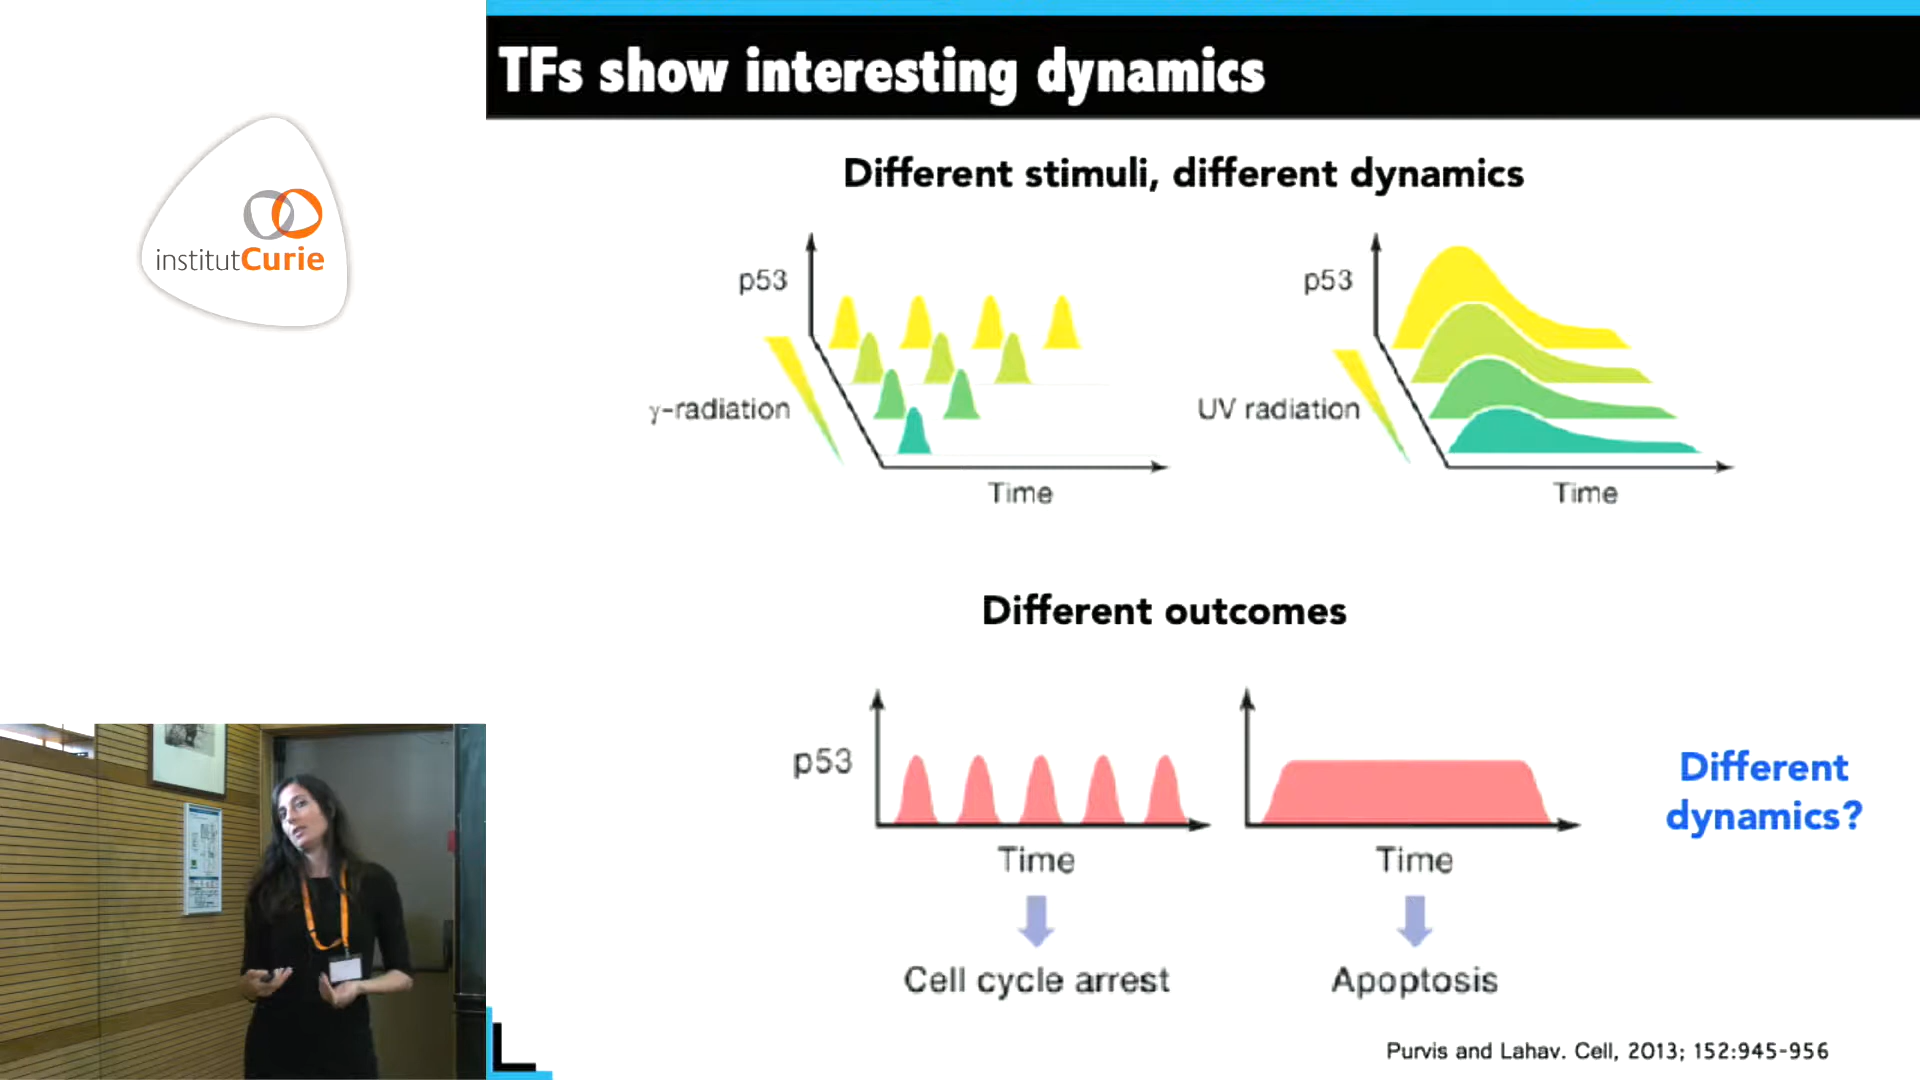 TFs show interesting dynamics
institutCurie
Different stimuli, different dynamics
p53
γ-radiation
Time
p53
UV radiation
Time
Different outcomes
p53
Time
Cell cycle arrest
Time
Apoptosis
Different
dynamics?
Purvis and Lahav. Cell, 2013; 152:945-956